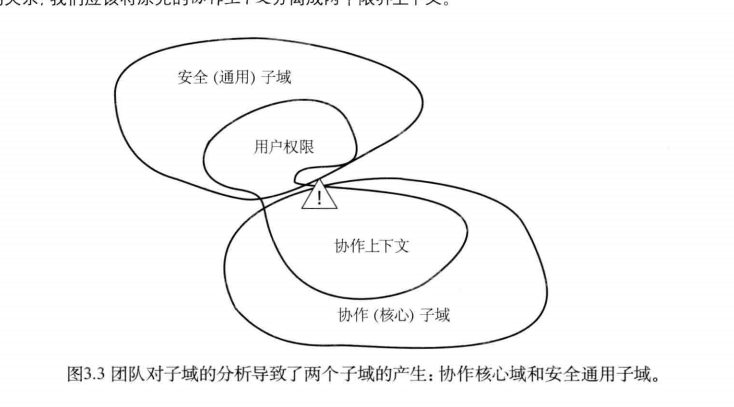 安全 (通用) 子域
用户权限
!
协作上下文
协作 (核心) 子域
图3.3 团队对子域的分析导致了两个子域的产生：协作核心域和安全通用子域。